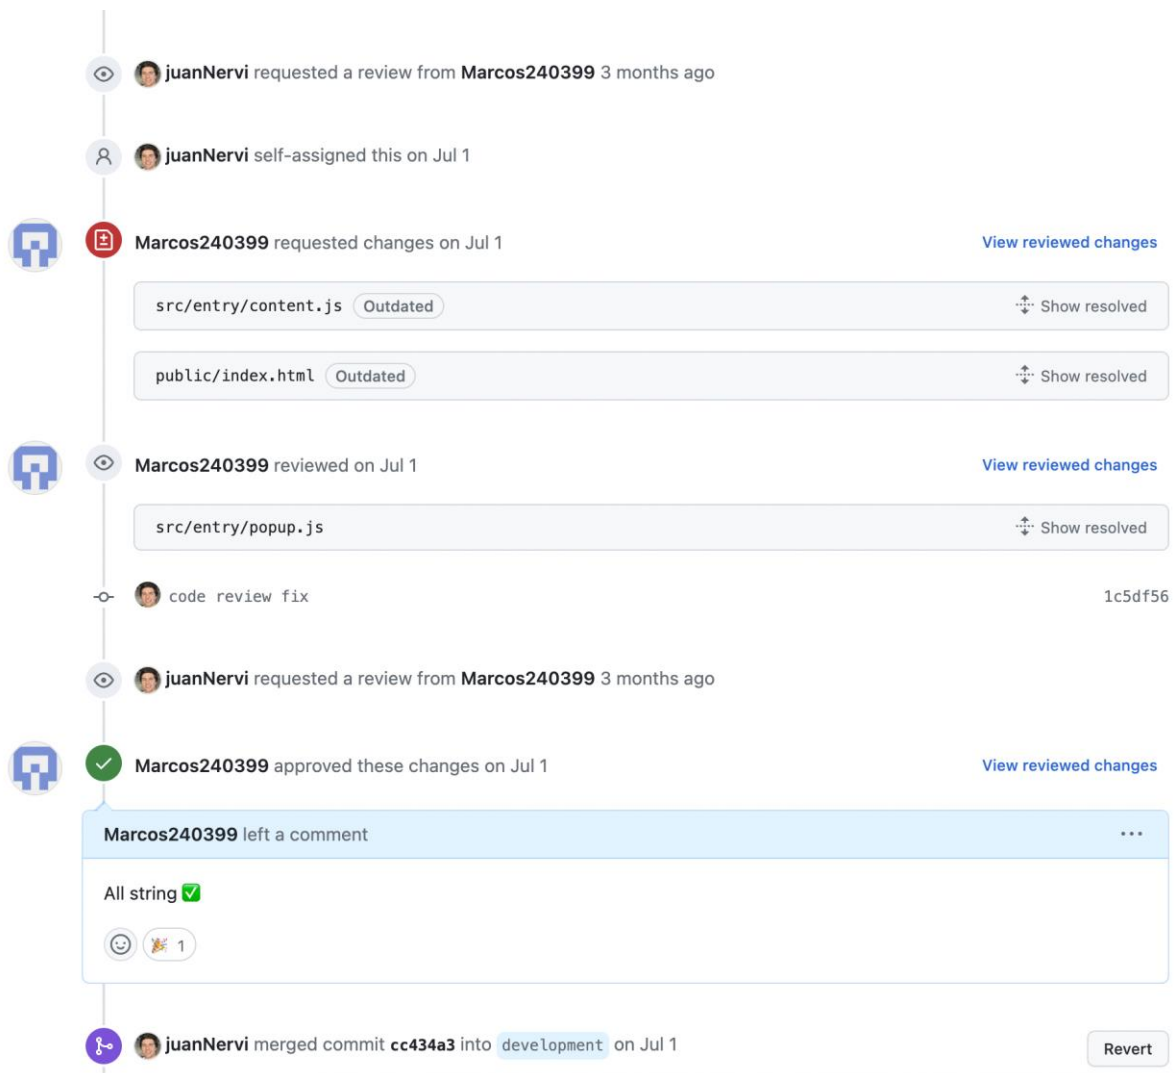 juanNervi requested a review from Marcos240399 3 months ago
juanNervi self-assigned this on Jul 1
Marcos240399 requested changes on Jul 1 View reviewed changes
src/entry/content.js Outdated Show resolved
public/index.html Outdated Show resolved
Marcos240399 reviewed on Jul 1 View reviewed changes
src/entry/popup.js Show resolved
code review fix 1c5df56
juanNervi requested a review from Marcos240399 3 months ago
Marcos240399 approved these changes on Jul 1 View reviewed changes
Marcos240399 left a comment ...
All string ✅
🎉 1
juanNervi merged commit cc434a3 into development on Jul 1 Revert